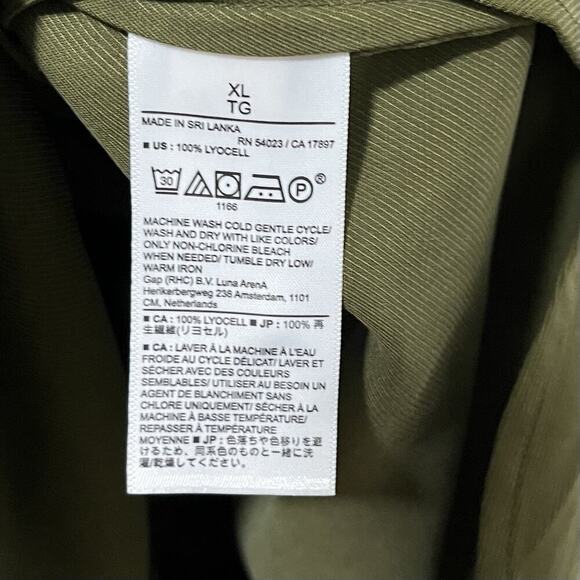 XL
TG
MADE IN SRI LANKA
RN 54023 / CA 17897
■ US : 100% LYOCELL
30 P ®
1166
MACHINE WASH COLD GENTLE CYCLE/
WASH AND DRY WITH LIKE COLORS/
ONLY NON-CHLORINE BLEACH
WHEN NEEDED/ TUMBLE DRY LOW/
WARM IRON
Gap (RHC) B.V. Luna ArenA
Herikerbergweg 238 Amsterdam, 1101
CM, Netherlands
■ CA : 100% LYOCELL ■ JP : 100% 再
生繊維(リヨセル)
■ CA : LAVER À LA MACHINE À L'EAU
FROIDE AU CYCLE DÉLICAT/ LAVER ET
SÉCHER AVEC DES COULEURS
SEMBLABLES/ UTILISER AU BESOIN UN
AGENT DE BLANCHIMENT SANS
CHLORE UNIQUEMENT/ SÉCHER À LA
MACHINE À BASSE TEMPÉRATURE/
REPASSER À TEMPÉRATURE
MOYENNE ■ JP : 色落ちや色移りを避
けるため、同系色のものと一緒に洗
濯/乾燥してください。